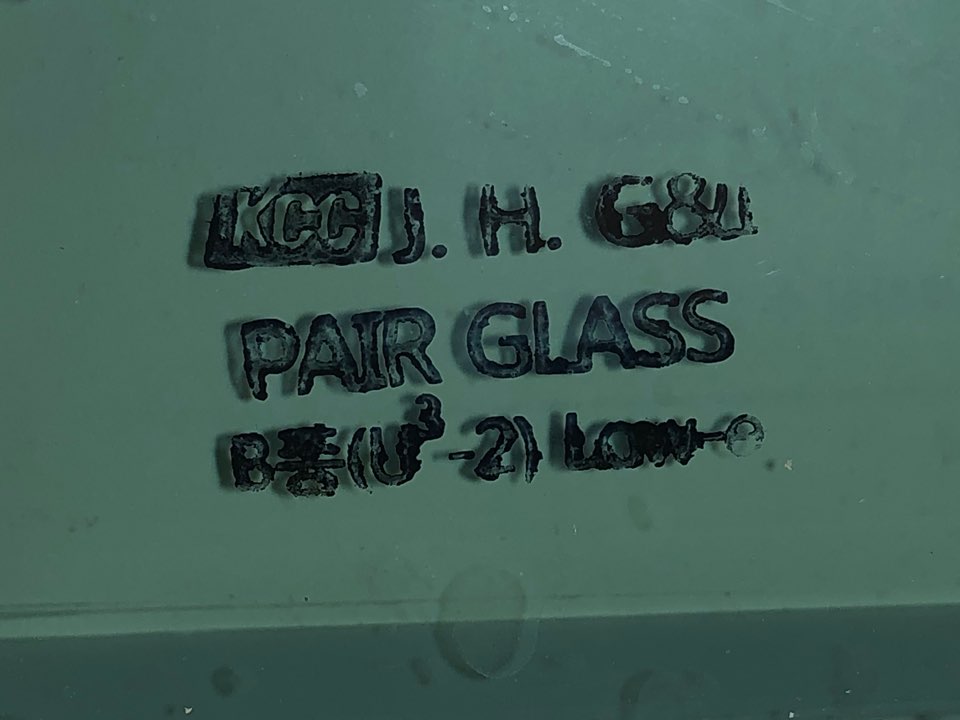 KCC J. H. G&U
PAIR GLASS
B종(U³-2) Low-e